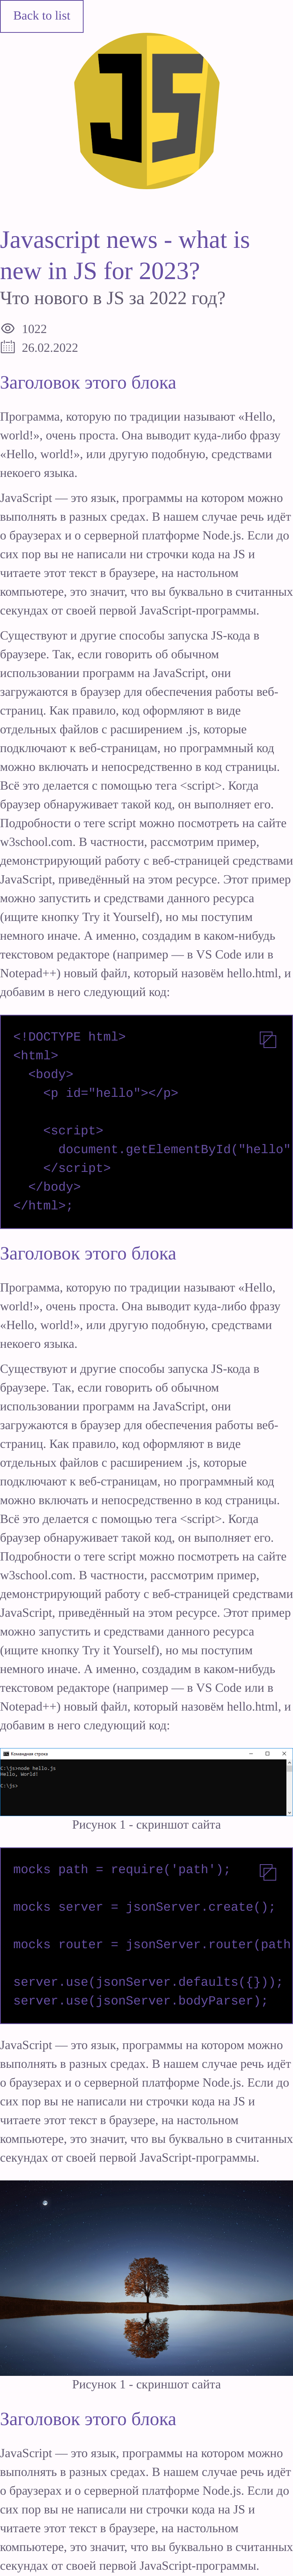 Back to list
JS
Javascript news - what is
new in JS for 2023?
Что нового в JS за 2022 год?
1022
26.02.2022
Заголовок этого блока
Программа, которую по традиции называют «Hello,
world!», очень проста. Она выводит куда-либо фразу
«Hello, world!», или другую подобную, средствами
некоего языка.
JavaScript — это язык, программы на котором можно
выполнять в разных средах. В нашем случае речь идёт
о браузерах и о серверной платформе Node.js. Если до
сих пор вы не написали ни строчки кода на JS и
читаете этот текст в браузере, на настольном
компьютере, это значит, что вы буквально в считанных
секундах от своей первой JavaScript-программы.
Существуют и другие способы запуска JS-кода в
браузере. Так, если говорить об обычном
использовании программ на JavaScript, они
загружаются в браузер для обеспечения работы веб-
страниц. Как правило, код оформляют в виде
отдельных файлов с расширением .js, которые
подключают к веб-страницам, но программный код
можно включать и непосредственно в код страницы.
Всё это делается с помощью тега <script>. Когда
браузер обнаруживает такой код, он выполняет его.
Подробности о теге script можно посмотреть на сайте
w3school.com. В частности, рассмотрим пример,
демонстрирующий работу с веб-страницей средствами
JavaScript, приведённый на этом ресурсе. Этот пример
можно запустить и средствами данного ресурса
(ищите кнопку Try it Yourself), но мы поступим
немного иначе. А именно, создадим в каком-нибудь
текстовом редакторе (например — в VS Code или в
Notepad++) новый файл, который назовём hello.html, и
добавим в него следующий код:
<!DOCTYPE html>
<html>
<body>
<p id="hello"></p>
<script>
document.getElementById("hello"
</script>
</body>
</html>;
Заголовок этого блока
Программа, которую по традиции называют «Hello,
world!», очень проста. Она выводит куда-либо фразу
«Hello, world!», или другую подобную, средствами
некоего языка.
Существуют и другие способы запуска JS-кода в
браузере. Так, если говорить об обычном
использовании программ на JavaScript, они
загружаются в браузер для обеспечения работы веб-
страниц. Как правило, код оформляют в виде
отдельных файлов с расширением .js, которые
подключают к веб-страницам, но программный код
можно включать и непосредственно в код страницы.
Всё это делается с помощью тега <script>. Когда
браузер обнаруживает такой код, он выполняет его.
Подробности о теге script можно посмотреть на сайте
w3school.com. В частности, рассмотрим пример,
демонстрирующий работу с веб-страницей средствами
JavaScript, приведённый на этом ресурсе. Этот пример
можно запустить и средствами данного ресурса
(ищите кнопку Try it Yourself), но мы поступим
немного иначе. А именно, создадим в каком-нибудь
текстовом редакторе (например — в VS Code или в
Notepad++) новый файл, который назовём hello.html, и
добавим в него следующий код:
Командная строка
C:\js>node hello.js
Hello, World!
C:\js>
Рисунок 1 - скриншот сайта
mocks path = require('path');
mocks server = jsonServer.create();
mocks router = jsonServer.router(path
server.use(jsonServer.defaults({}));
server.use(jsonServer.bodyParser);
JavaScript — это язык, программы на котором можно
выполнять в разных средах. В нашем случае речь идёт
о браузерах и о серверной платформе Node.js. Если до
сих пор вы не написали ни строчки кода на JS и
читаете этот текст в браузере, на настольном
компьютере, это значит, что вы буквально в считанных
секундах от своей первой JavaScript-программы.
Рисунок 1 - скриншот сайта
Заголовок этого блока
JavaScript — это язык, программы на котором можно
выполнять в разных средах. В нашем случае речь идёт
о браузерах и о серверной платформе Node.js. Если до
сих пор вы не написали ни строчки кода на JS и
читаете этот текст в браузере, на настольном
компьютере, это значит, что вы буквально в считанных
секундах от своей первой JavaScript-программы.